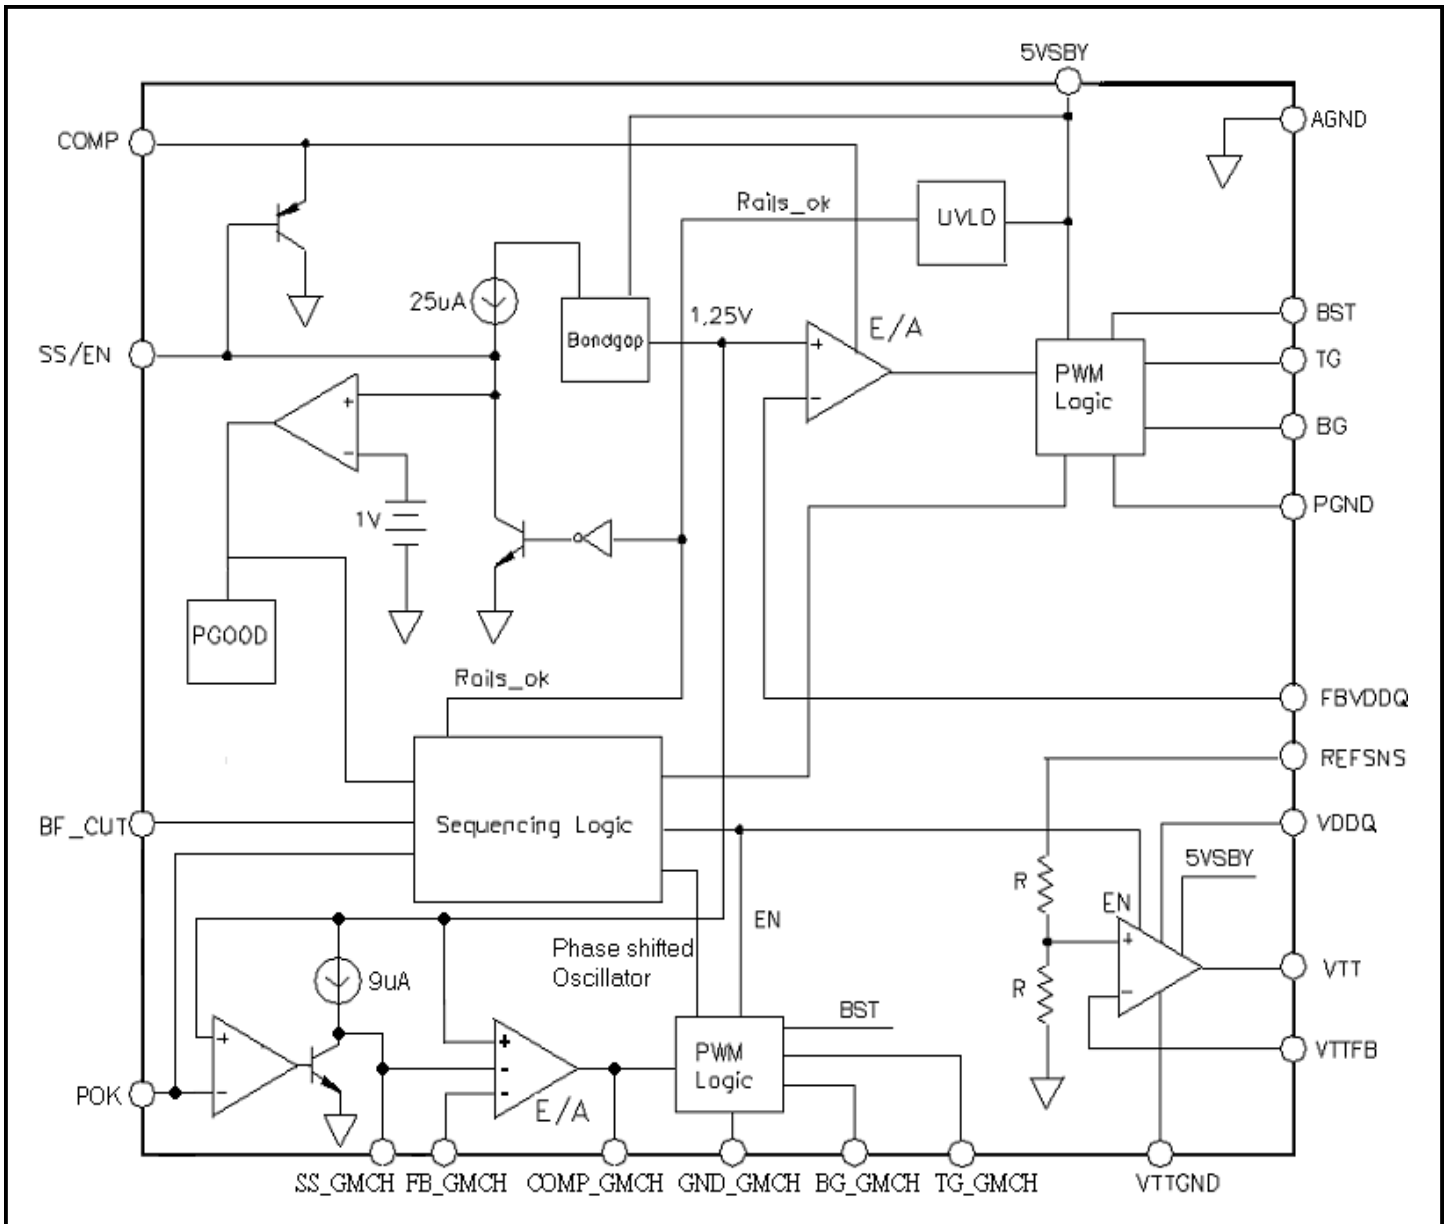 5VSBY
COMP
AGND
Rails_ok
UVLO
25uA
1,25V
E/A
BST
Bandgap
SS/EN
TG
PWM
Logic
+
-
+
BG
-
1V
PGND
PGOOD
Rails_ok
FBVDDQ
REFSNS
BF_CUT
Sequencing Logic
VDDQ
5VSBY
R
EN
EN
+
Phase shifted
Oscillator
9uA
VTT
R
-
BST
+
+
PWM
Logic
VTTFB
-
-
-
POK
E/A
SS_GMCH
FB_GMCH
COMP_GMCH
GND_GMCH
BG_GMCH
TG_GMCH
VTTGND